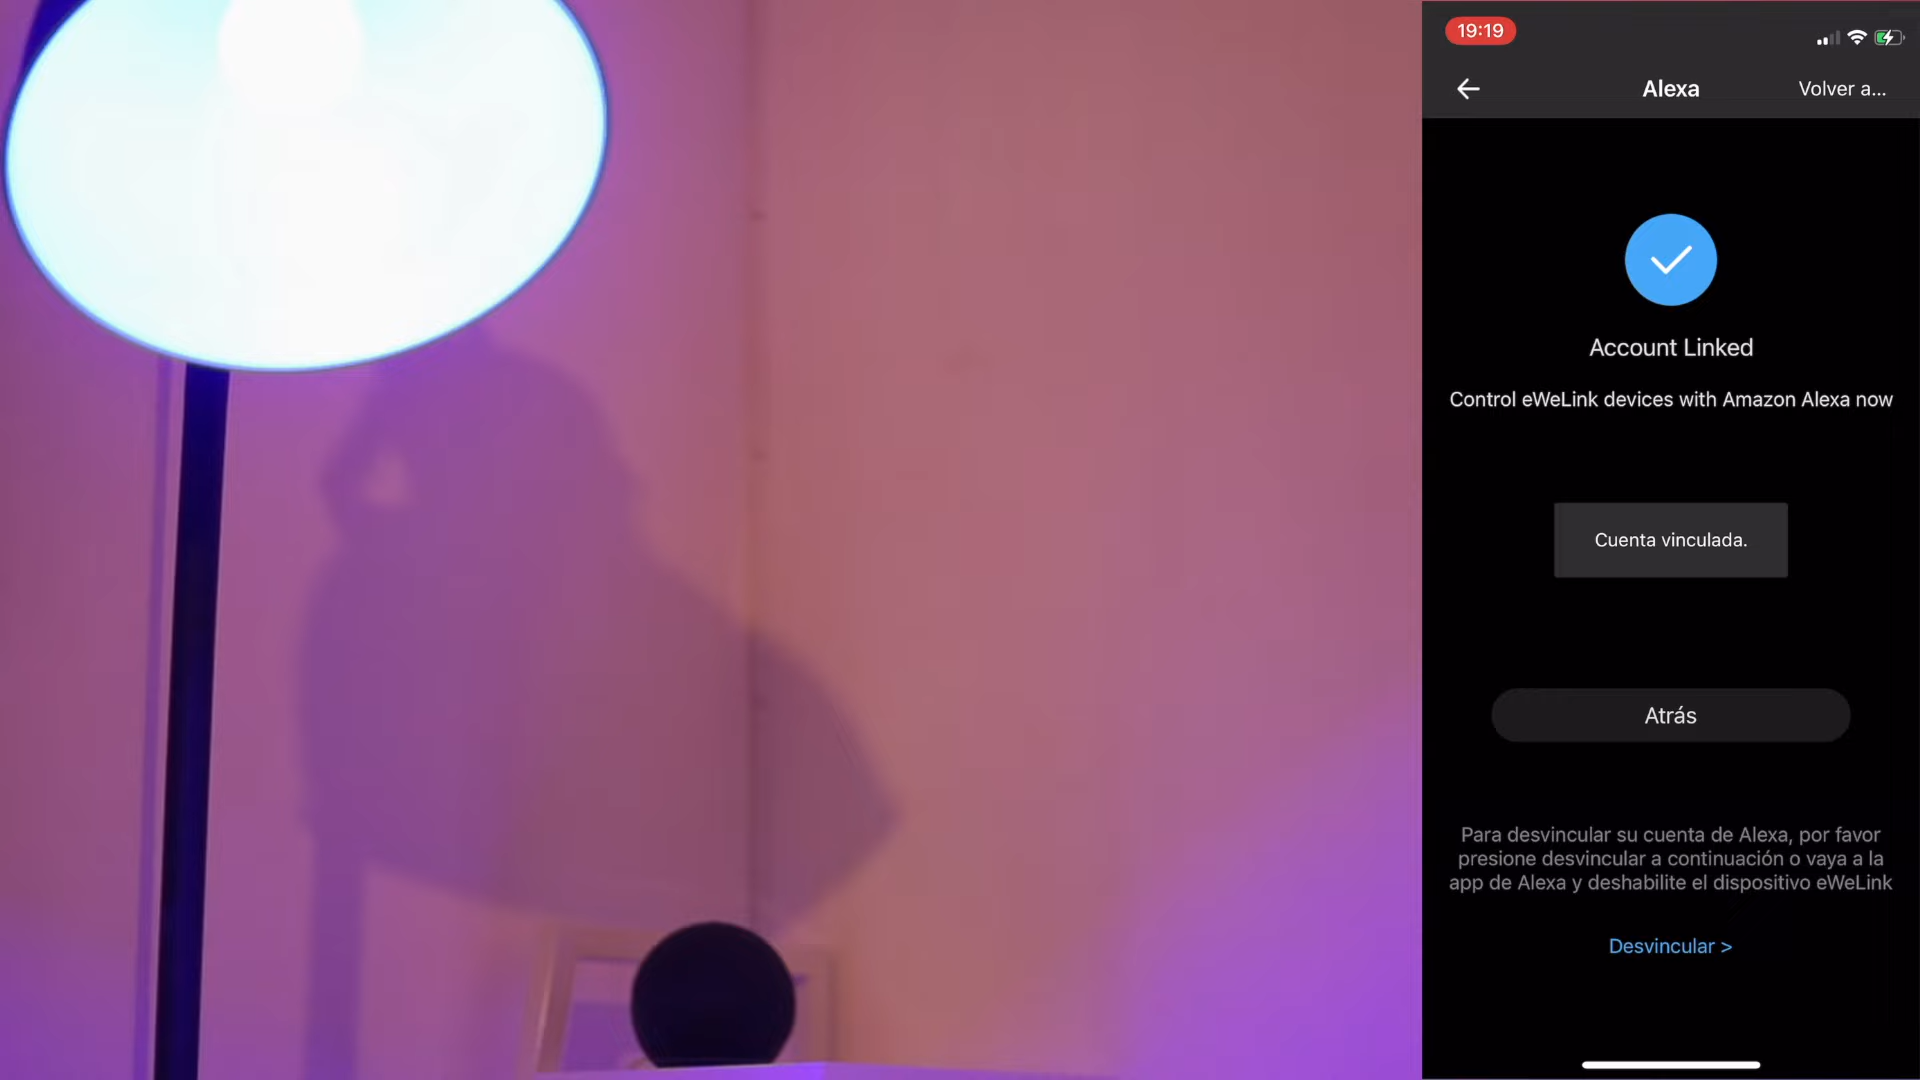 19:19
Alexa
Volver a...
Account Linked
Control eWeLink devices with Amazon Alexa now
Cuenta vinculada.
Atrás
Para desvincular su cuenta de Alexa, por favor
presione desvincular a continuación o vaya a la
app de Alexa y deshabilite el dispositivo eWeLink
Desvincular >